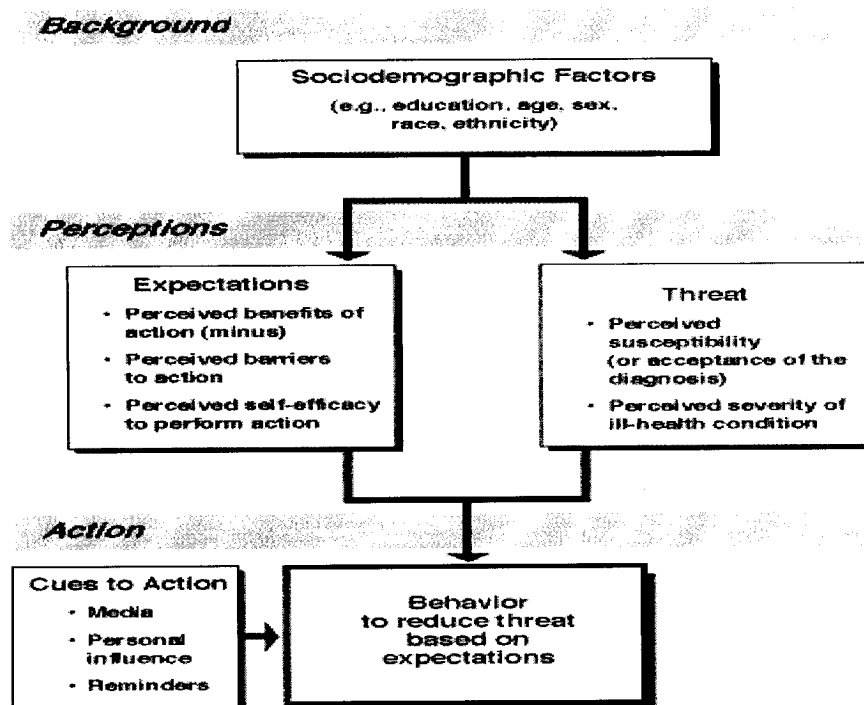 Background
Sociodemographic Factors
(e.g., education, age, sex,
race, ethnicity)
Perceptions
Expectations
• Perceived benefits of
action (minus)
• Perceived barriers
to action
• Perceived self-efficacy
to perform action
Threat
• Perceived
susceptibility
(or acceptance of the
diagnosis)
• Perceived severity of
ill-health condition
Action
Cues to Action
• Media
• Personal
influence
• Reminders
Behavior
to reduce threat
based on
expectations